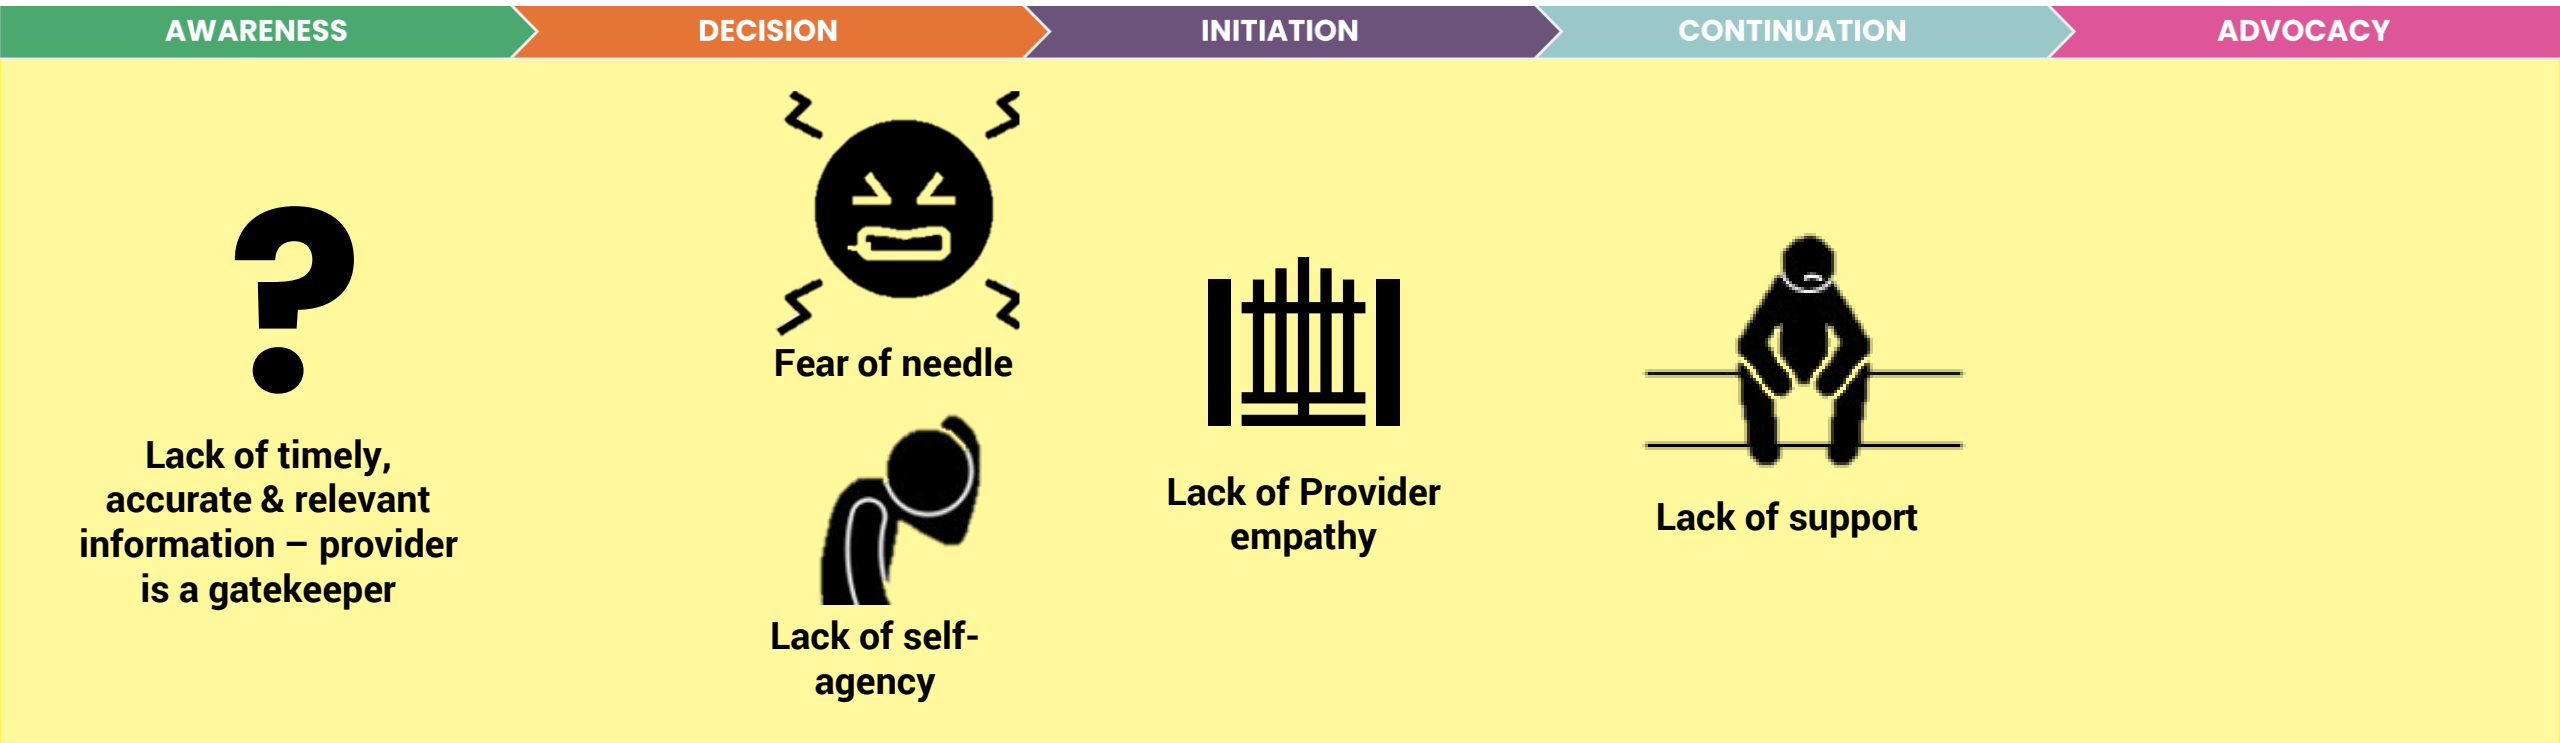 AWARENESS
DECISION
INITIATION
CONTINUATION
ADVOCACY
Lack of timely,
accurate & relevant
information – provider
is a gatekeeper
Fear of needle
Lack of self-
agency
Lack of Provider
empathy
Lack of support